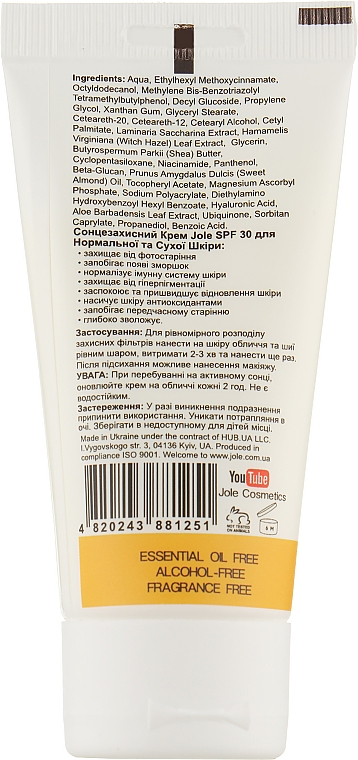 Ingredients: Aqua, Ethylhexyl Methoxycinnamate,
Octyldodecanol, Methylene Bis-Benzotriazolyl
Tetramethylbutylphenol, Decyl Glucoside, Propylene
Glycol, Xanthan Gum, Glyceryl Stearate,
Ceteareth-20, Ceteareth-12, Cetearyl Alcohol, Cetyl
Palmitate, Laminaria Saccharina Extract, Hamamelis
Virginiana (Witch Hazel) Leaf Extract, Glycerin,
Butyrospermum Parkii (Shea) Butter,
Cyclopentasiloxane, Niacinamide, Panthenol,
Beta-Glucan, Prunus Amygdalus Dulcis (Sweet
Almond) Oil, Tocopheryl Acetate, Magnesium Ascorbyl
Phosphate, Sodium Polyacrylate, Diethylamino
Hydroxybenzoyl Hexyl Benzoate, Hyaluronic Acid,
Aloe Barbadensis Leaf Extract, Ubiquinone, Sorbitan
Caprylate, Propanediol, Benzoic Acid.
Сонцезахисний Крем Jole SPF 30 для
Нормальної та Сухої Шкіри:
• захищає від фотостаріння
• запобігає появі зморшок
• нормалізує імунну систему шкіри
• захищає від гіперпігментації
• заспокоює та пришвидшує відновлення шкіри
• насичує шкіру антиоксидантами
• запобігає передчасному старінню
• глибоко зволожує.
Застосування: Для рівномірного розподілу
захисних фільтрів нанести на шкіру обличчя та шиї
рівним шаром, витримати 2-3 хв та нанести ще раз.
Після підсихання можливе нанесення макіяжу.
УВАГА: При перебуванні на активному сонці,
оновлюйте крем на обличчі кожні 2 год. Не є
водостійким.
Застереження: У разі виникнення подразнення
припинити використання. Уникати потрапляння в
очі. Зберігати в недоступному для дітей місці.
Made in Ukraine under the contract of HUB.UA LLC.
I.Vygovskogo str. 3, 04136 Kyiv, UA. Produced in
compliance ISO 9001. Welcome to www.jole.com.ua
YouTube
Jole Cosmetics
NOT TESTED
ON ANIMALS
6 M
4 820243 881251
ESSENTIAL OIL FREE
ALCOHOL-FREE
FRAGRANCE FREE